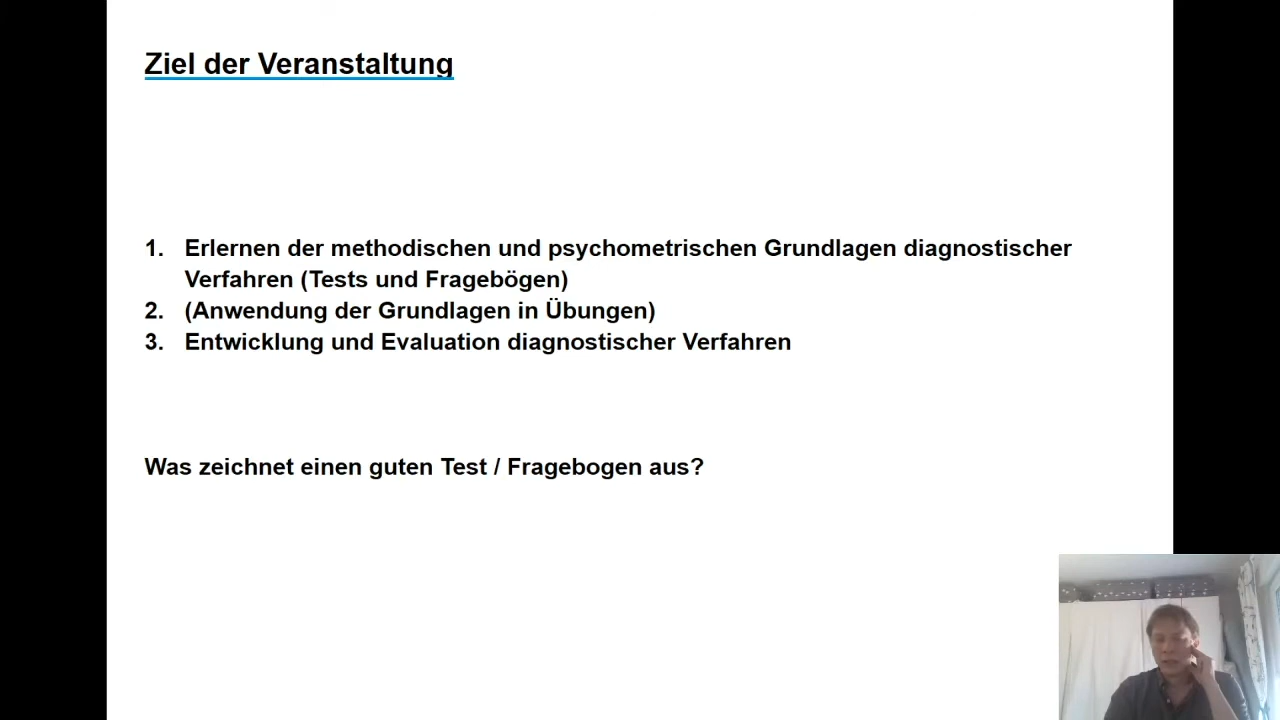 Ziel der Veranstaltung
1. Erlernen der methodischen und psychometrischen Grundlagen diagnostischer
Verfahren (Tests und Fragebögen)
2. (Anwendung der Grundlagen in Übungen)
3. Entwicklung und Evaluation diagnostischer Verfahren
Was zeichnet einen guten Test / Fragebogen aus?